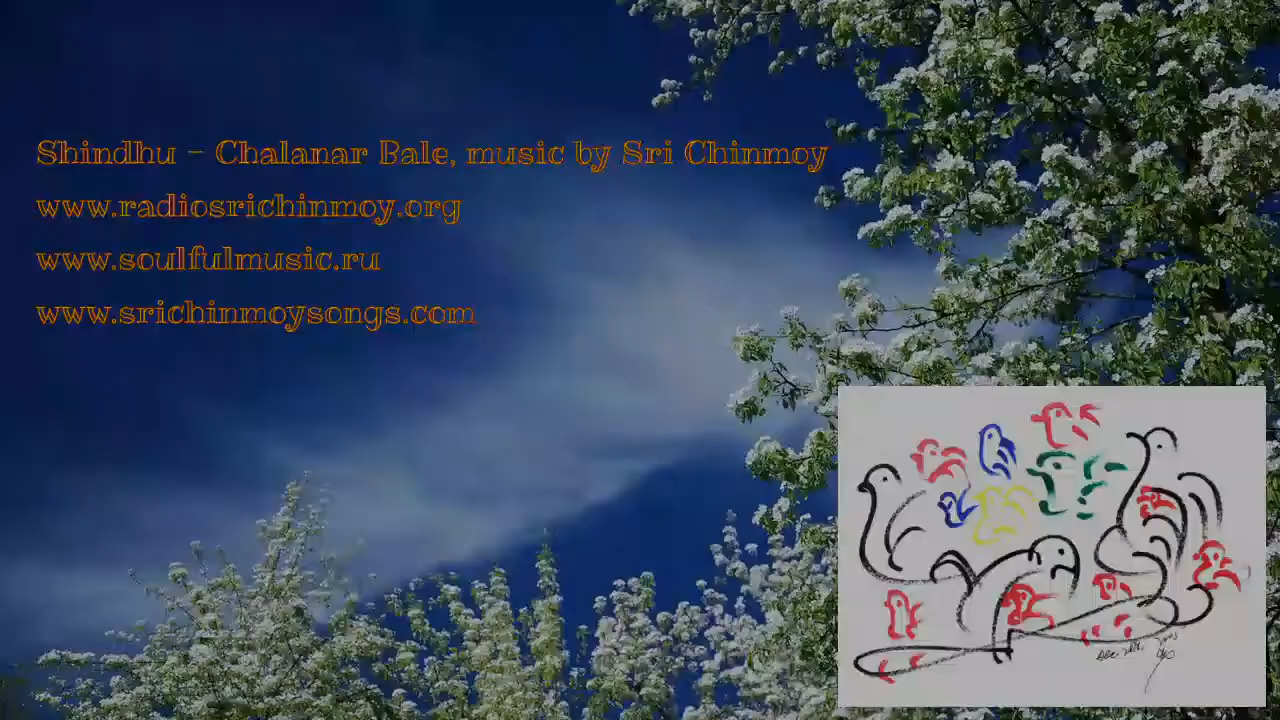 Shindhu - Chalanar Bale, music by Sri Chinmoy
www.radiosrichinmoy.org
www.soulfulmusic.ru
www.srichinmoysongs.com